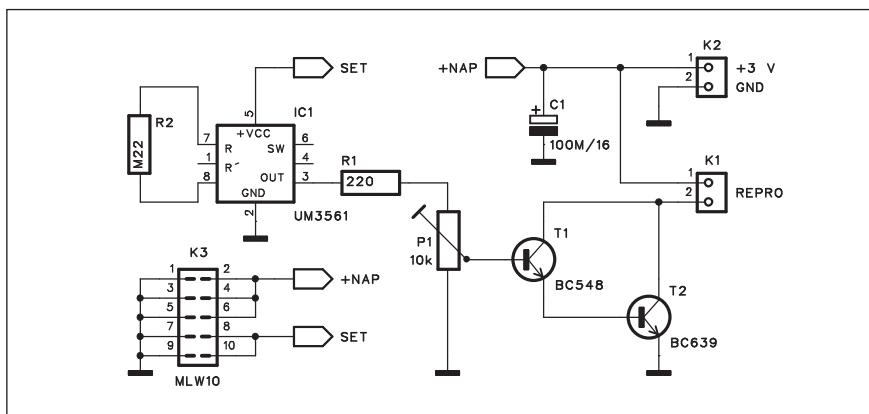 K2
SET
+NAP
1
2
+3 V
GND
5
IC1
+VCC
R2
M22
7
R
SW
6
1
R´
4
8
OUT
3
GND
2
UM3561
R1
220
C1
+
100M/16
K1
1
2
REPRO
P1
10k
T1
BC548
T2
BC639
K3
1
2
+NAP
3
4
5
6
7
8
SET
9
10
MLW10